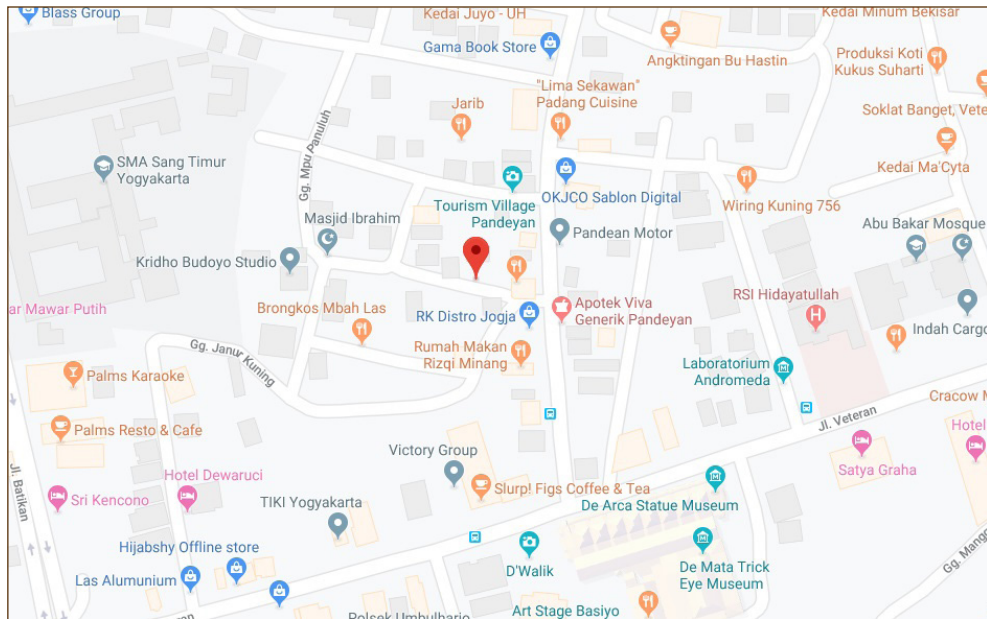 Blass Group
Kedai Juyo - UH
Kedai Minum Bekisar
Gama Book Store
Angktingan Bu Hastin
Produksi Koti
Kukus Suharti
"Lima Sekawan"
Padang Cuisine
Jarib
Soklat Banget, Vete
Gg. Mpu Panuluh
SMA Sang Timur
Yogyakarta
Kedai Ma'Cyta
OKJCO Sablon Digital
Wiring Kuning 756
Tourism Village
Pandeyan
Masjid Ibrahim
Pandean Motor
Abu Bakar Mosque
Kridho Budoyo Studio
ar Mawar Putih
Brongkos Mbah Las
RK Distro Jogja
Apotek Viva
Generik Pandeyan
RSI Hidayatullah
Indah Cargo
Rumah Makan
Rizqi Minang
Gg. Janur Kuning
Laboratorium
Andromeda
Palms Karaoke
Cracow M
Jl. Veteran
Palms Resto & Cafe
Hotel
Victory Group
Satya Graha
Jl. Batikan
Hotel Dewaruci
Sri Kencono
TIKI Yogyakarta
Slurp! Figs Coffee & Tea
De Arca Statue Museum
Hijabshy Offline store
D'Walik
De Mata Trick
Eye Museum
Gg. Mangg
Las Alumunium
Art Stage Basiyo
Polsek Umbulharjo